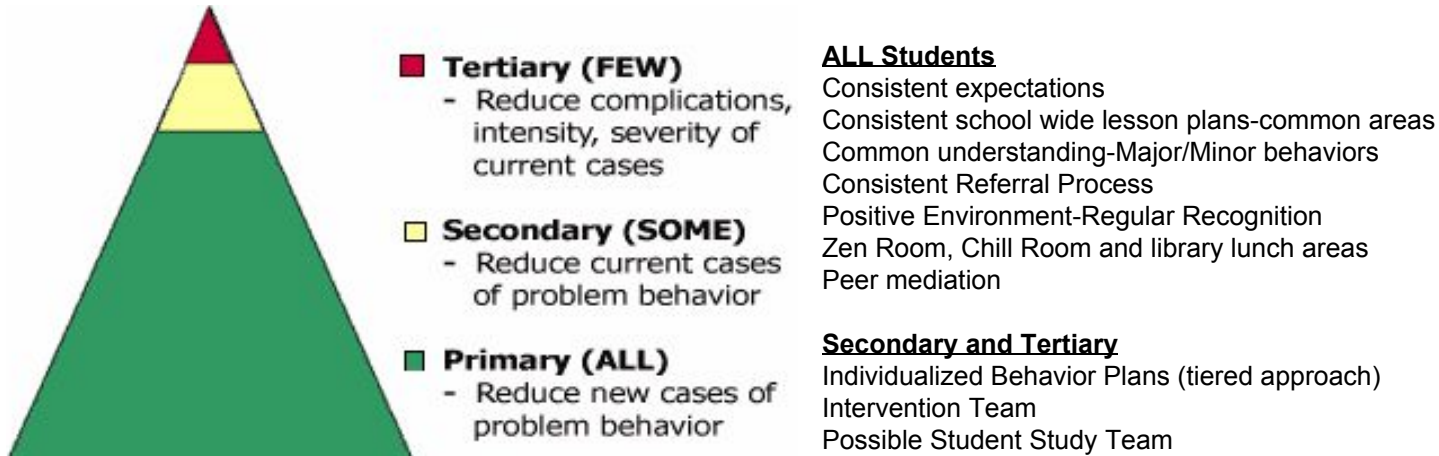 Tertiary (FEW)
- Reduce complications,
intensity, severity of
current cases
Secondary (SOME)
- Reduce current cases
of problem behavior
Primary (ALL)
- Reduce new cases of
problem behavior
ALL Students
Consistent expectations
Consistent school wide lesson plans-common areas
Common understanding-Major/Minor behaviors
Consistent Referral Process
Positive Environment-Regular Recognition
Zen Room, Chill Room and library lunch areas
Peer mediation
Secondary and Tertiary
Individualized Behavior Plans (tiered approach)
Intervention Team
Possible Student Study Team